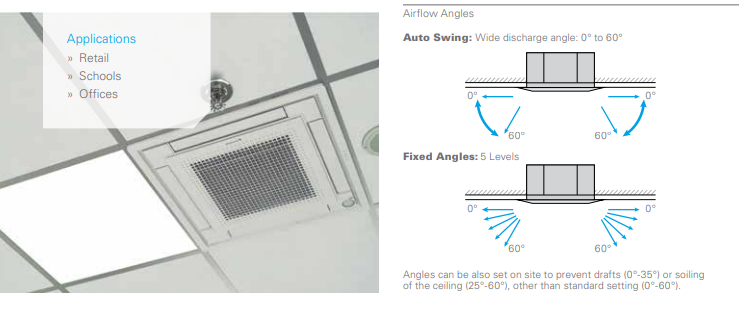 Applications
» Retail
» Schools
» Offices
Airflow Angles
Auto Swing: Wide discharge angle: 0° to 60°
0°
0°
60°
60°
Fixed Angles: 5 Levels
0°
0°
60°
60°
Angles can be also set on site to prevent drafts (0°-35°) or soiling
of the ceiling (25°-60°), other than standard setting (0°-60°).